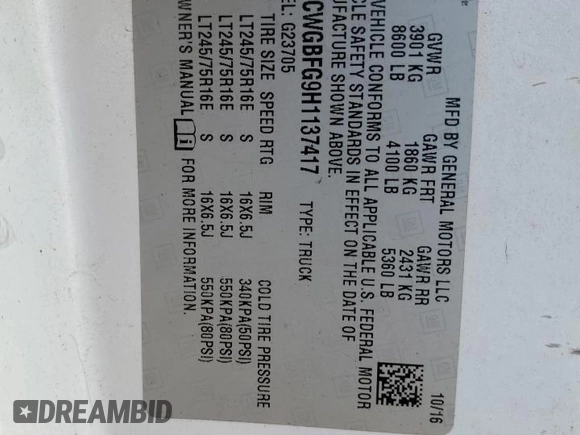 MFD BY GENERAL MOTORS LLC
10/16
GVWR GAWR FRT GAWR RR
3901 KG 1860 KG 2431 KG
8600 LB 4100 LB 5360 LB
VEHICLE CONFORMS TO ALL APPLICABLE U.S. FEDERAL MOTOR
CLE SAFETY STANDARDS IN EFFECT ON THE DATE OF
UFACTURE SHOWN ABOVE.
CWGBFG9H1137417 TYPE: TRUCK
EL: G23705
TIRE SIZE SPEED RTG RIM COLD TIRE PRESSURE
LT245/75R16E S 16X6.5J 340KPA(50PSI)
LT245/75R16E S 16X6.5J 550KPA(80PSI)
LT245/75R16E S 16X6.5J 550KPA(80PSI)
WNER'S MANUAL FOR MORE INFORMATION.
DREAMBID